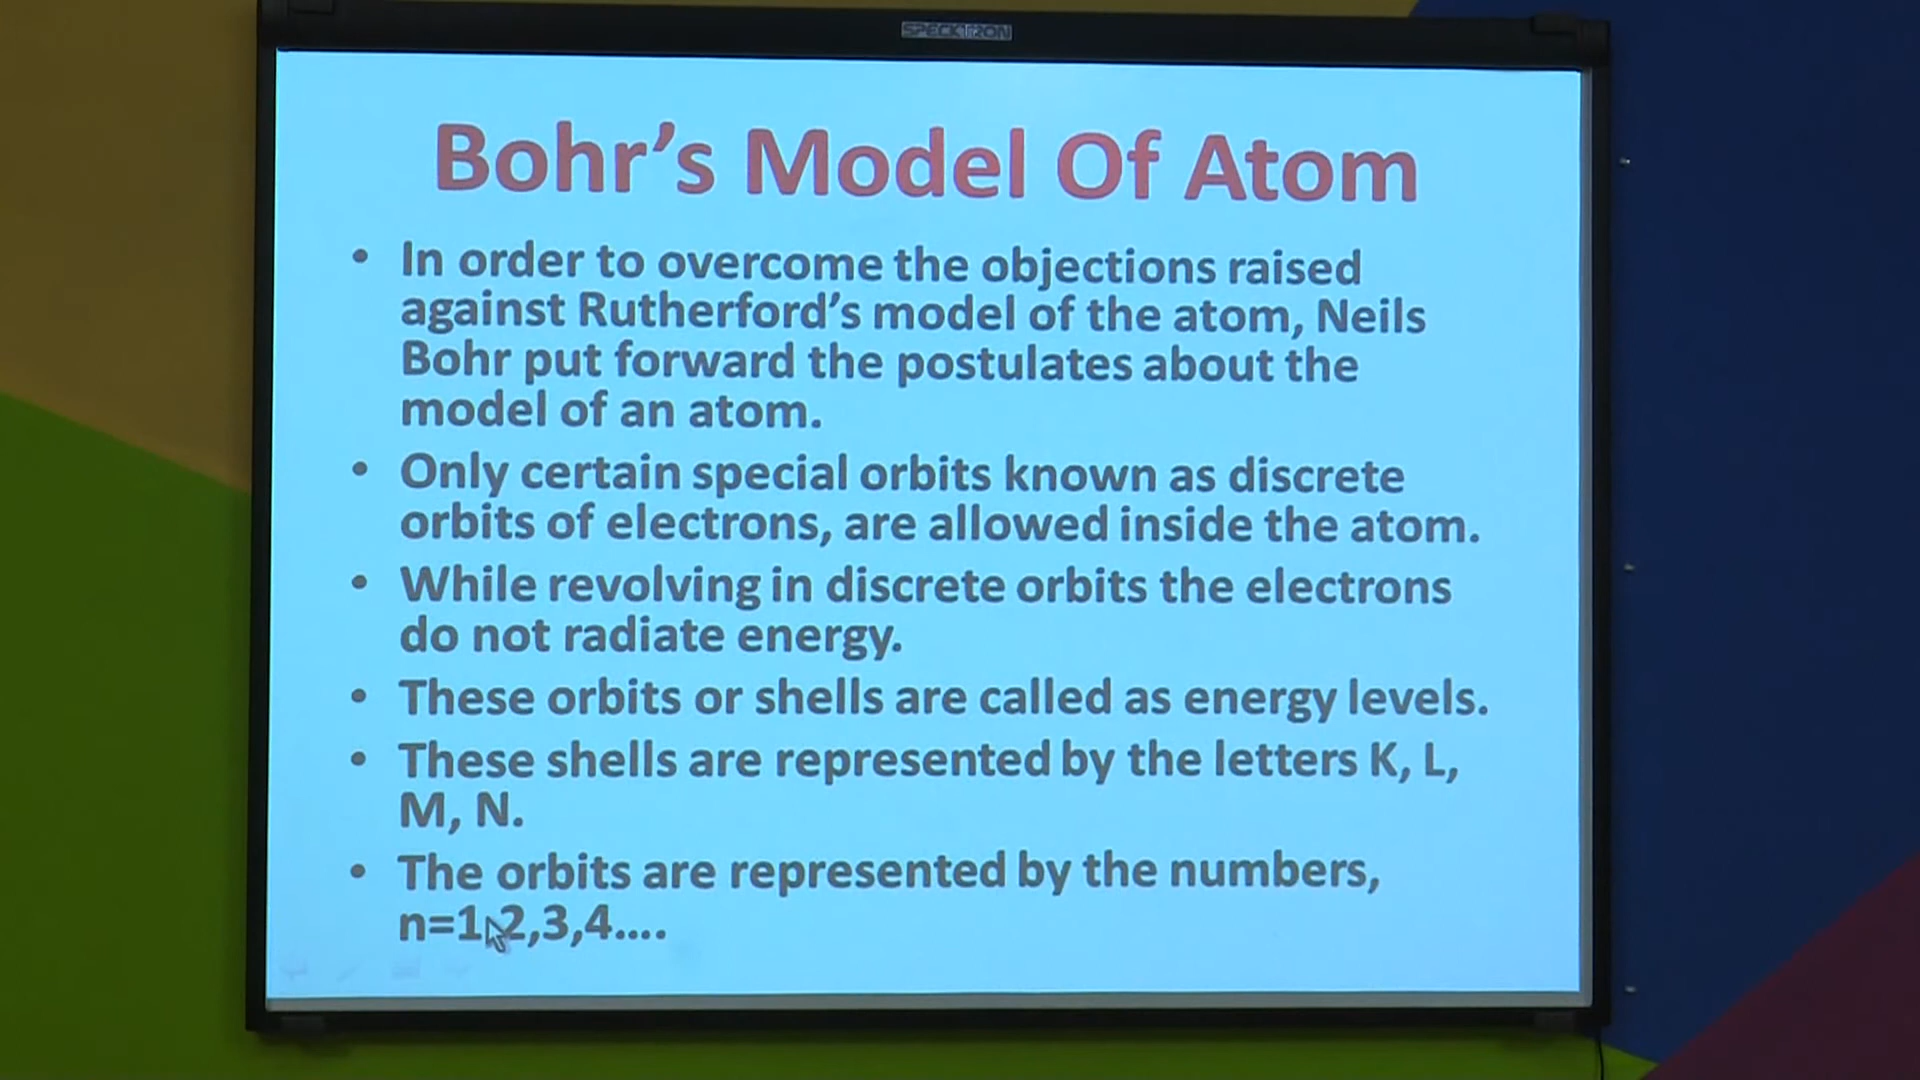 SPECKTRON
Bohr’s Model Of Atom
• In order to overcome the objections raised
against Rutherford’s model of the atom, Neils
Bohr put forward the postulates about the
model of an atom.
• Only certain special orbits known as discrete
orbits of electrons, are allowed inside the atom.
• While revolving in discrete orbits the electrons
do not radiate energy.
• These orbits or shells are called as energy levels.
• These shells are represented by the letters K, L,
M, N.
• The orbits are represented by the numbers,
n=1,2,3,4....